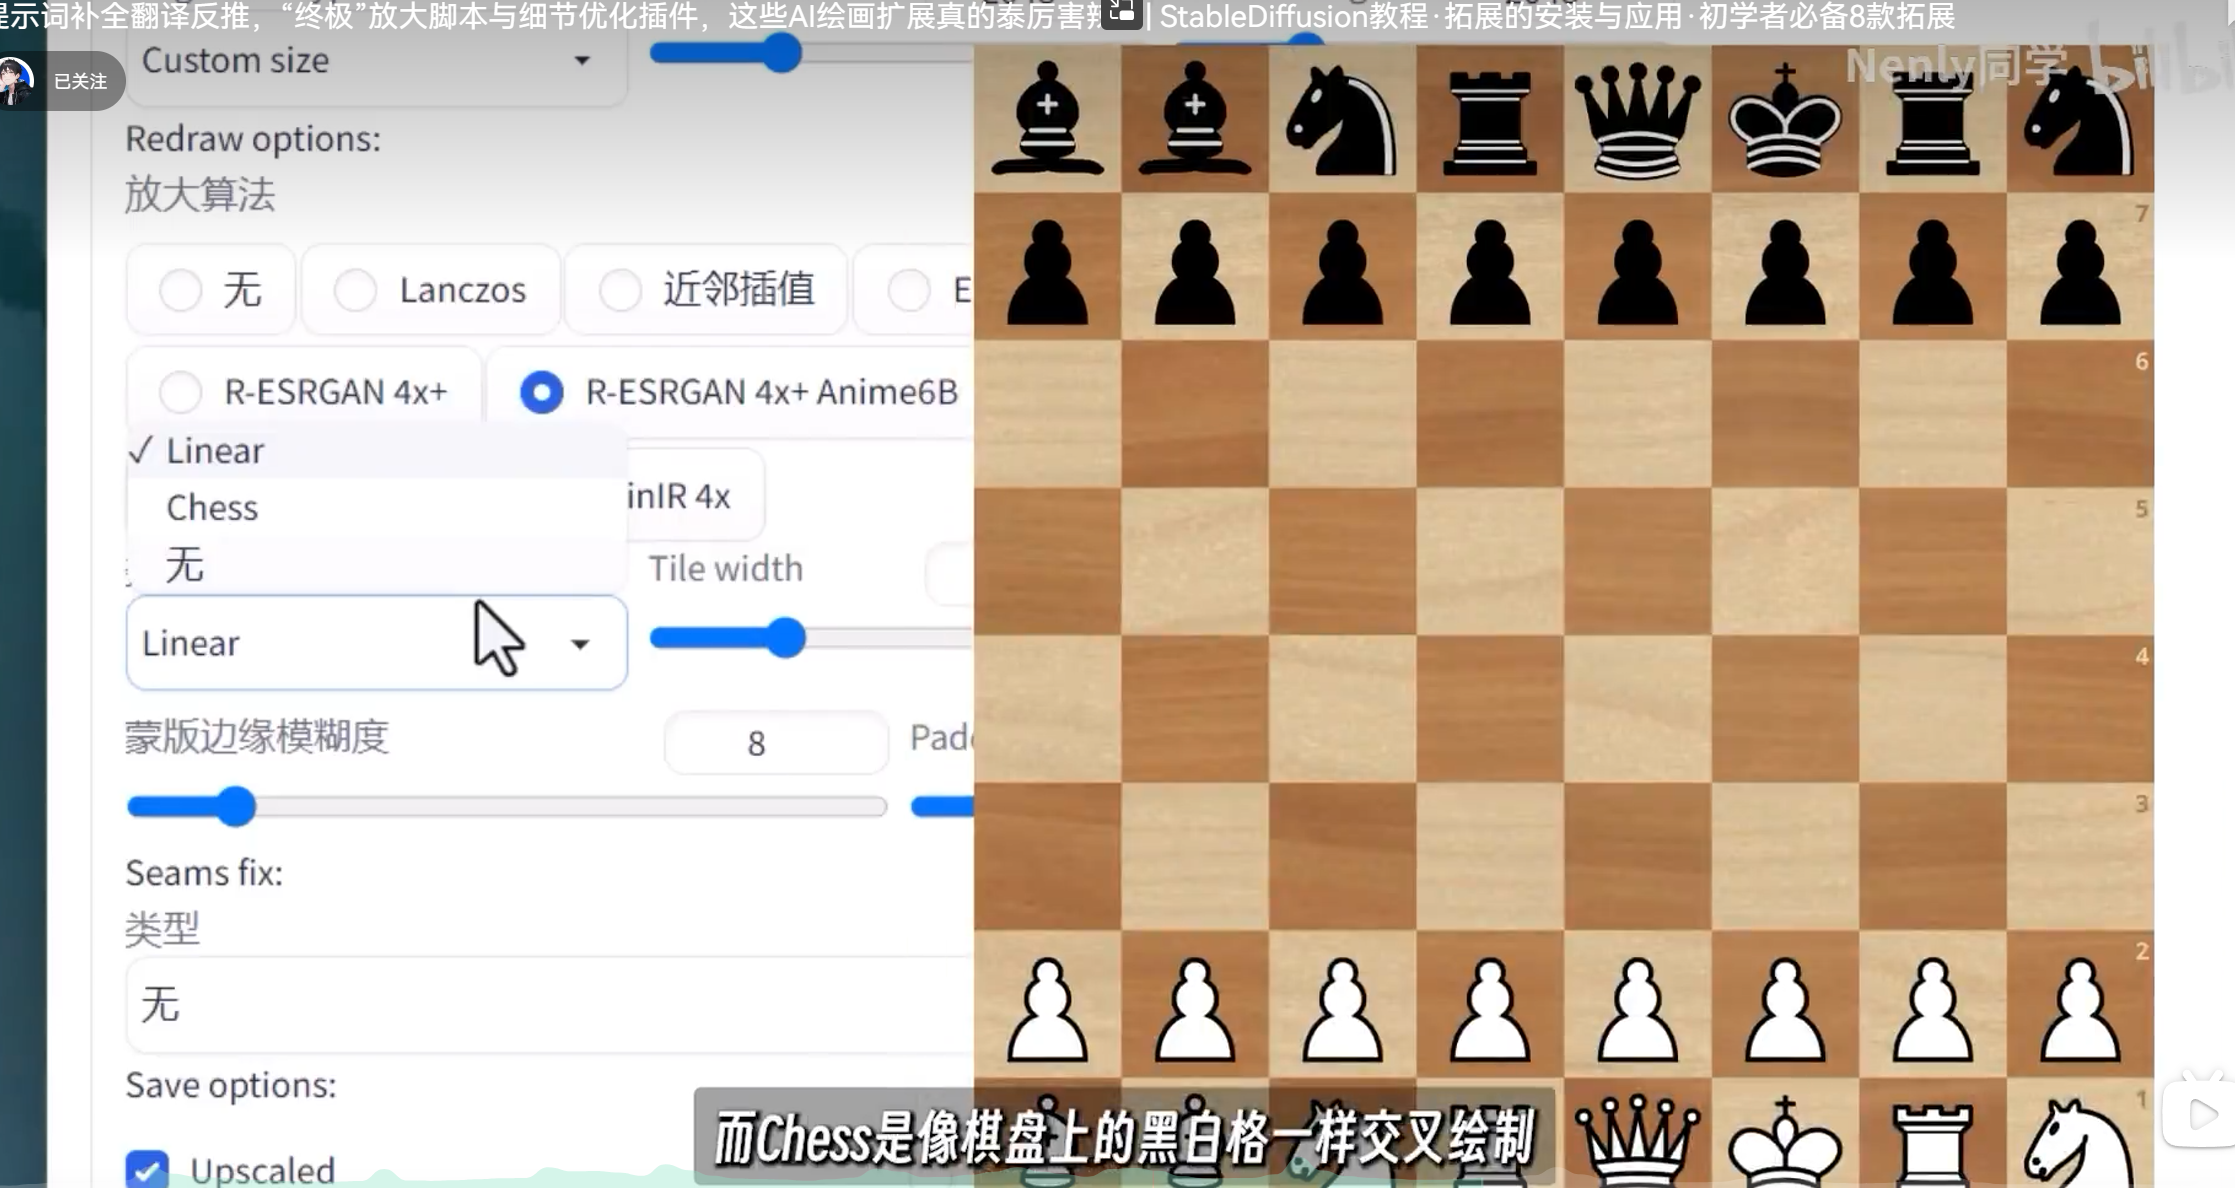 提示词补全翻译反推，“终极”放大脚本与细节优化插件，这些AI绘画扩展真的泰厉害辣 | StableDiffusion教程·拓展的安装与应用·初学者必备8款拓展
已关注
Custom size
Nenly同学 bilibili
Redraw options:
放大算法
无
Lanczos
近邻插值
E
R-ESRGAN 4x+
R-ESRGAN 4x+ Anime6B
✓ Linear
Chess
inIR 4x
无
Tile width
Linear
蒙版边缘模糊度
8
Padd
Seams fix:
类型
无
Save options:
Upscaled
7
6
5
4
3
2
1
而Chess是像棋盘上的黑白格一样交叉绘制